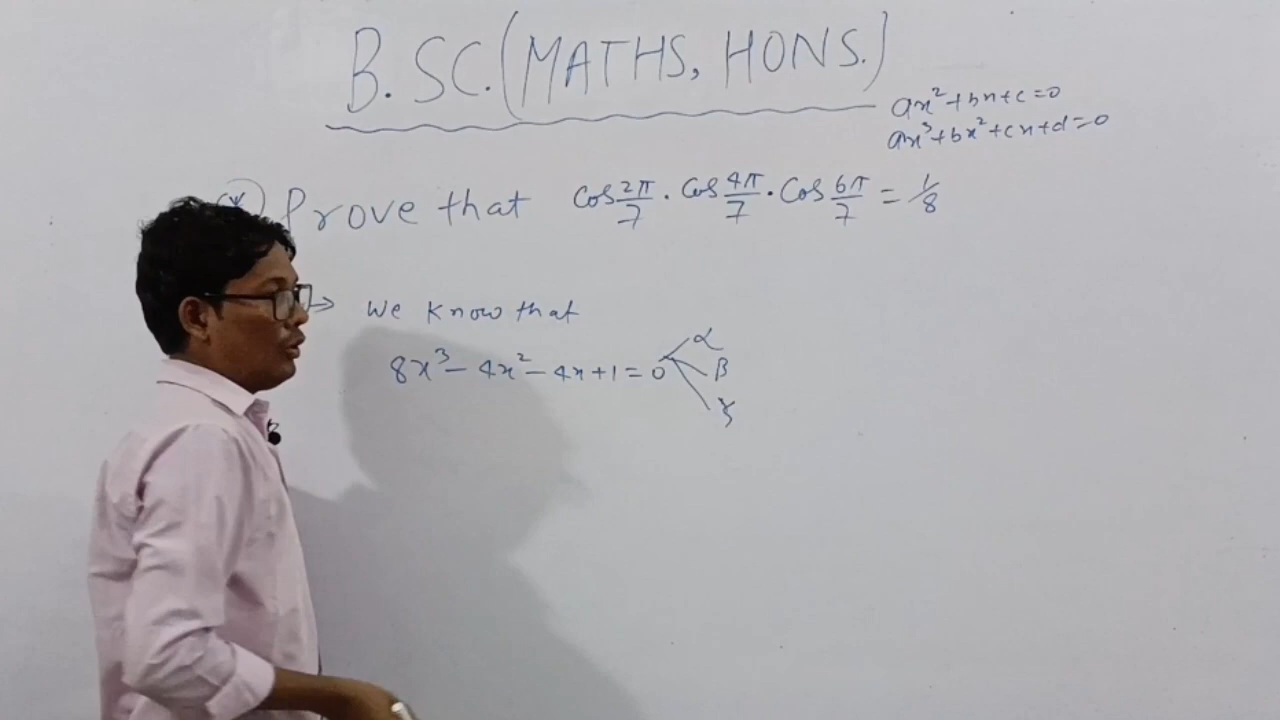 B.SC.(MATHS, HONS.)
ax²+bx+c=0
ax³+bx²+cx+d=0
Prove that cos 2π/7 . cos 4π/7 . cos 6π/7 = 1/8
→ We know that
8x³ - 4x² - 4x + 1 = 0
α
β
γ